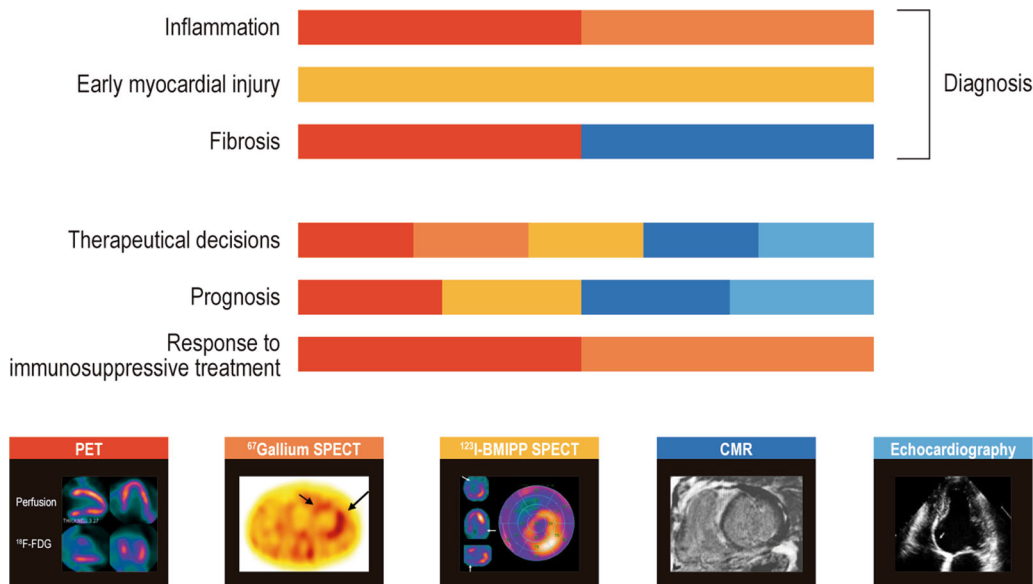 Inflammation
Early myocardial injury
Fibrosis
Diagnosis
Therapeutical decisions
Prognosis
Response to
immunosuppressive treatment
PET
⁶⁷Gallium SPECT
¹²³I-BMIPP SPECT
CMR
Echocardiography
Perfusion
¹⁸F-FDG